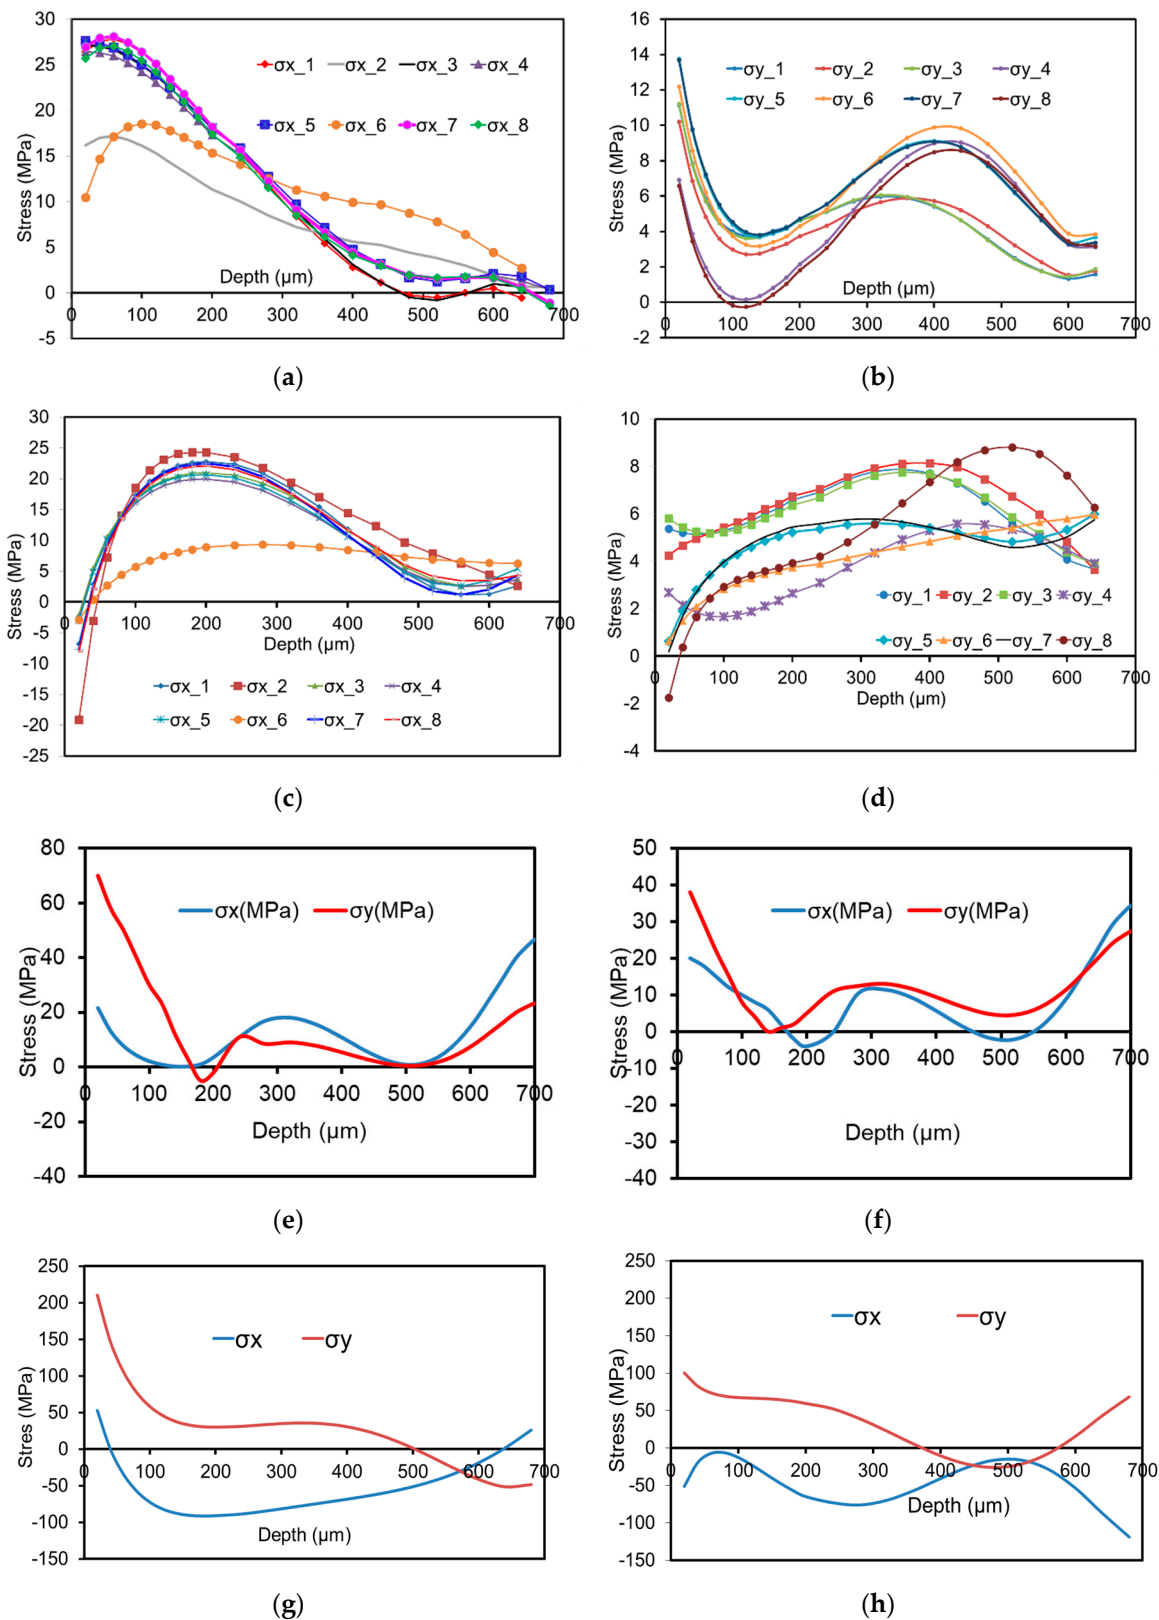 30
25
20
15
10
5
0
-5
Stress (MPa)
σx_1 σx_2 σx_3 σx_4
σx_5 σx_6 σx_7 σx_8
Depth (µm)
0 100 200 300 400 500 600 700
(a)
16
14
12
10
8
6
4
2
0
-2
Stress (MPa)
σy_1 σy_2 σy_3 σy_4
σy_5 σy_6 σy_7 σy_8
Depth (µm)
0 100 200 300 400 500 600 700
(b)
30
25
20
15
10
5
0
-5
-10
-15
-20
-25
Stress (MPa)
0 100 200 300 400 500 600 700
Depth (µm)
σx_1 σx_2 σx_3 σx_4
σx_5 σx_6 σx_7 σx_8
(c)
10
8
6
4
2
0
-2
-4
Stress (MPa)
σy_1 σy_2 σy_3 σy_4
σy_5 σy_6 σy_7 σy_8
0 100 200 300 400 500 600 700
Depth (µm)
(d)
80
60
40
20
0
-20
-40
Stress (MPa)
σx(MPa) σy(MPa)
0 100 200 300 400 500 600 700
Depth (µm)
(e)
50
40
30
20
10
0
-10
-20
-30
-40
Stress (MPa)
σx(MPa) σy(MPa)
0 100 200 300 400 500 600 700
Depth (µm)
(f)
250
200
150
100
50
0
-50
-100
-150
Stres (MPa)
σx σy
0 100 200 300 400 500 600 700
Depth (µm)
(g)
250
200
150
100
50
0
-50
-100
-150
Stress (MPa)
σx σy
0 100 200 300 400 500 600 700
Depth (µm)
(h)